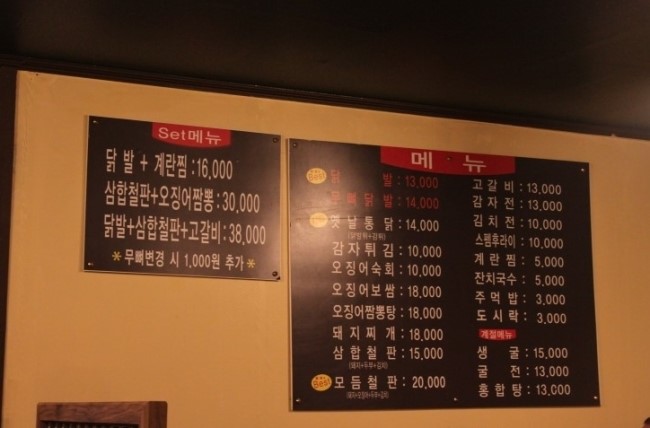 Set메뉴
닭 발 + 계란찜 : 16,000
삼합철판+오징어짬뽕 : 30,000
닭발+삼합철판+고갈비 : 38,000
*무뼈변경 시 1,000원 추가*
메 뉴
닭 발 : 13,000
무뼈닭발 : 14,000
옛날통닭 : 14,000
감자튀김 : 10,000
오징어숙회 : 10,000
오징어보쌈 : 18,000
오징어짬뽕탕 : 18,000
돼지찌개 : 18,000
삼합철판 : 15,000
(돼지+두부+김치)
Best
모듬철판 : 20,000
고갈비 : 13,000
감자전 : 10,000
김치전 : 10,000
스팸후라이 : 10,000
계란찜 : 5,000
잔치국수 : 5,000
주먹밥 : 3,000
도시락 : 3,000
계절메뉴
생굴 : 15,000
굴전 : 13,000
홍합탕 : 13,000